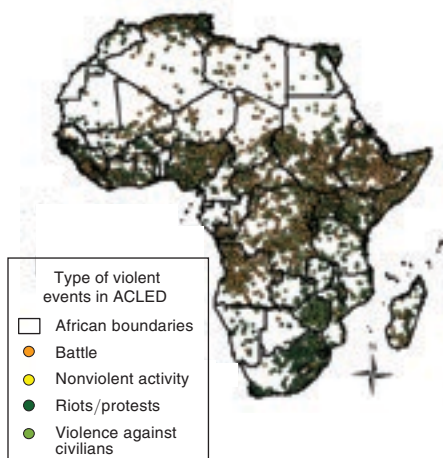 Type of violent
events in ACLED
African boundaries
Battle
Nonviolent activity
Riots/protests
Violence against
civilians